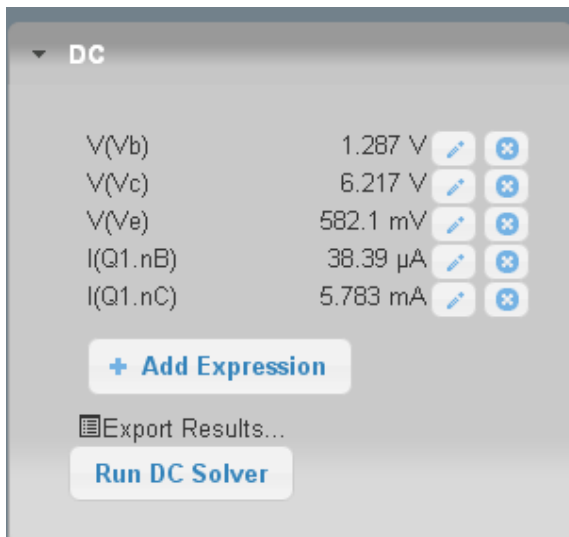 DC
V(Vb) 1.287 V
V(Vc) 6.217 V
V(Ve) 582.1 mV
I(Q1.nB) 38.39 µA
I(Q1.nC) 5.783 mA
+ Add Expression
Export Results...
Run DC Solver